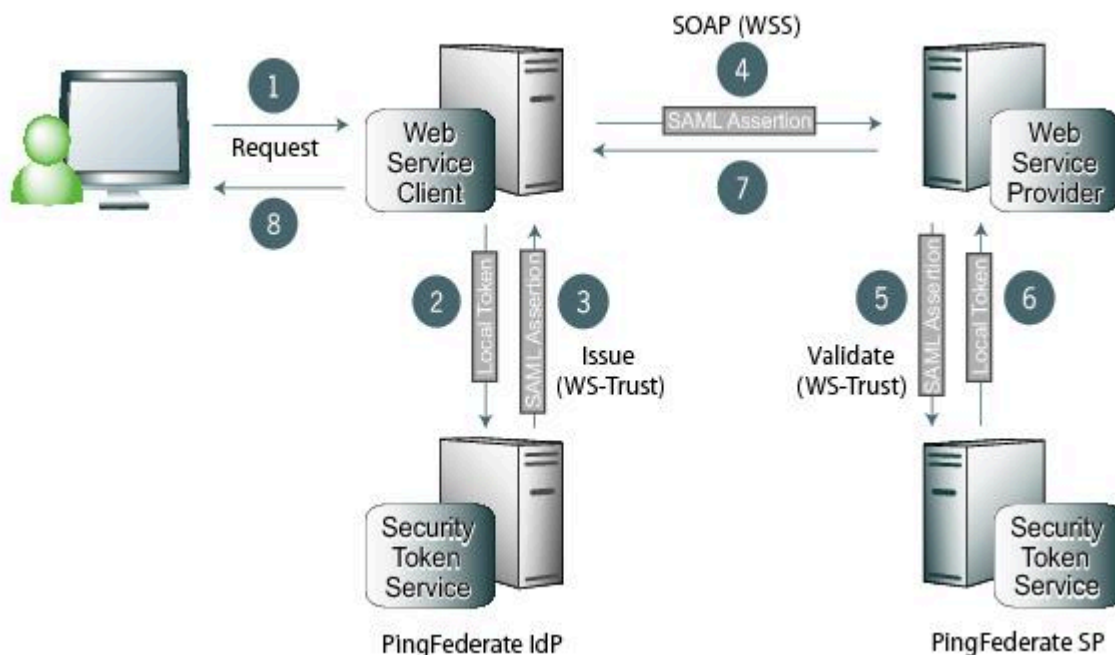 SOAP (WSS)
1
4
Request
SAML Assertion
Web
Service
Client
Web
Service
Provider
8
7
2
Local Token
SAML Assertion
3
Issue
(WS-Trust)
5
Validate
(WS-Trust)
SAML Assertion
Local Token
6
Security
Token
Service
Security
Token
Service
PingFederate IdP
PingFederate SP